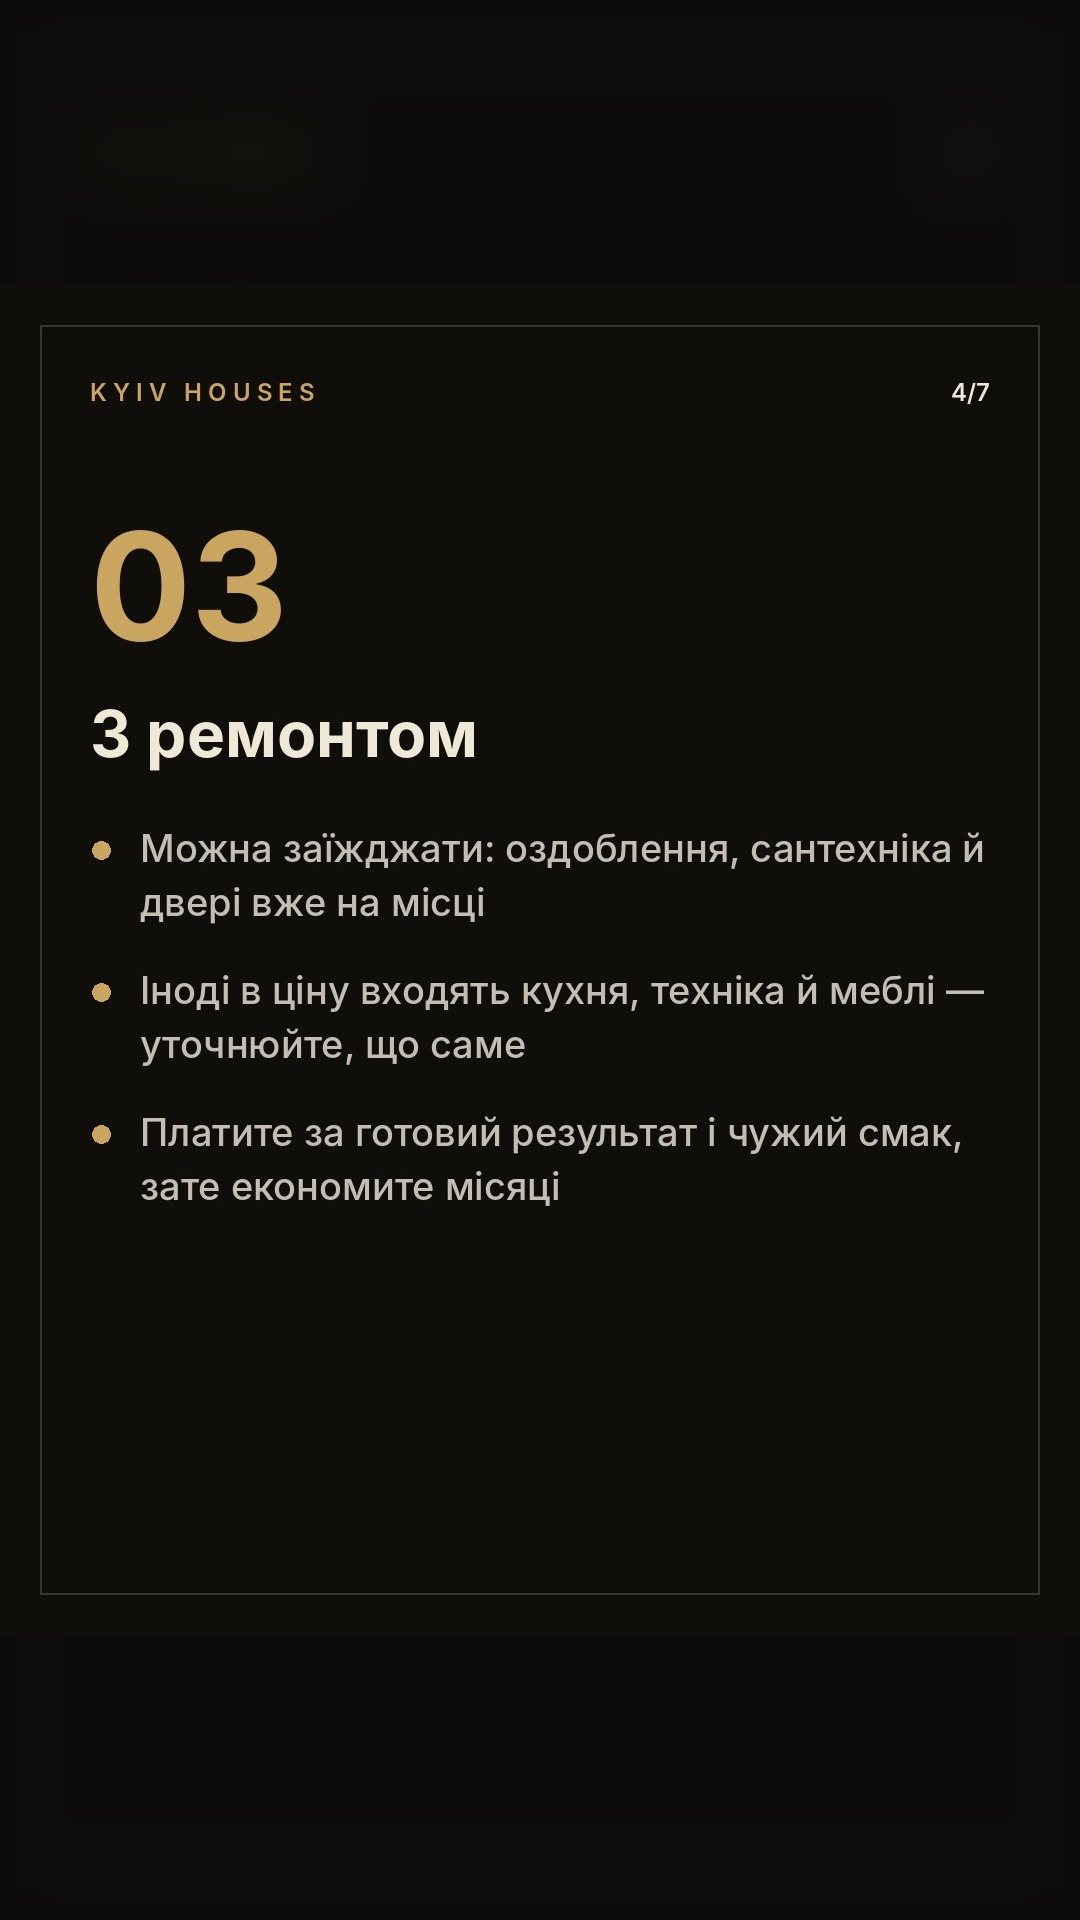 KYIV HOUSES
4/7
03
З ремонтом
Можна заїжджати: оздоблення, сантехніка й
двері вже на місці
Іноді в ціну входять кухня, техніка й меблі —
уточнюйте, що саме
Платите за готовий результат і чужий смак,
зате економите місяці